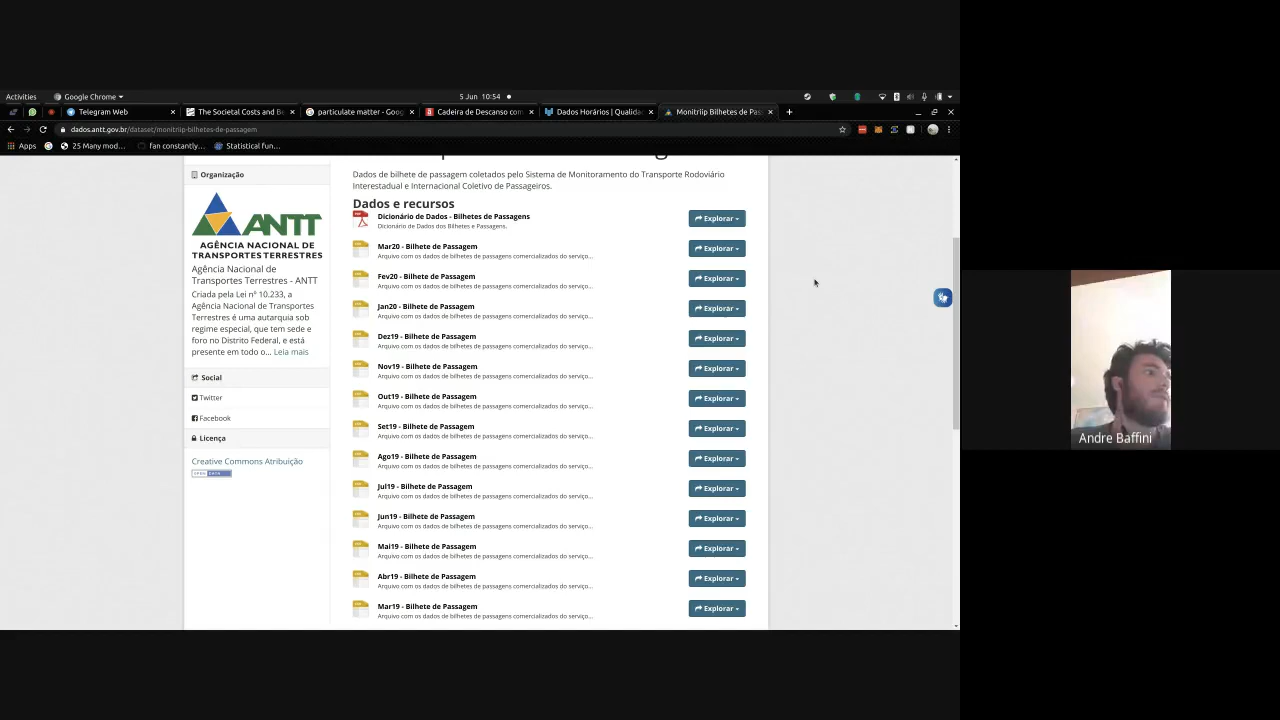 Activities
Google Chrome
5 Jun 10:54
Telegram Web
The Societal Costs and Be
particulate matter - Goog
Cadeira de Descanso com
Dados Horários | Qualida
Monitriip Bilhetes de Pas
dados.antt.gov.br/dataset/monitriip-bilhetes-de-passagem
Apps
25 Many mod...
fan constantly...
Statistical fun...
Organização
ANTT
AGÊNCIA NACIONAL DE
TRANSPORTES TERRESTRES
Agência Nacional de
Transportes Terrestres - ANTT
Criada pela Lei nº 10.233, a
Agência Nacional de Transportes
Terrestres é uma autarquia sob
regime especial, que tem sede e
foro no Distrito Federal, e está
presente em todo o... Leia mais
Social
Twitter
Facebook
Licença
Creative Commons Atribuição
OPEN DATA
Dados de bilhete de passagem coletados pelo Sistema de Monitoramento do Transporte Rodoviário
Interestadual e Internacional Coletivo de Passageiros.
Dados e recursos
Dicionário de Dados - Bilhetes de Passagens
Explorar
Dicionário de Dados dos Bilhetes e Passagens.
Mar20 - Bilhete de Passagem
Explorar
Arquivo com os dados de bilhetes de passagens comercializados do serviço...
Fev20 - Bilhete de Passagem
Explorar
Arquivo com os dados de bilhetes de passagens comercializados do serviço...
Jan20 - Bilhete de Passagem
Explorar
Arquivo com os dados de bilhetes de passagens comercializados do serviço...
Dez19 - Bilhete de Passagem
Explorar
Arquivo com os dados de bilhetes de passagens comercializados do serviço...
Nov19 - Bilhete de Passagem
Explorar
Arquivo com os dados de bilhetes de passagens comercializados do serviço...
Out19 - Bilhete de Passagem
Explorar
Arquivo com os dados de bilhetes de passagens comercializados do serviço...
Set19 - Bilhete de Passagem
Explorar
Arquivo com os dados de bilhetes de passagens comercializados do serviço...
Ago19 - Bilhete de Passagem
Explorar
Arquivo com os dados de bilhetes de passagens comercializados do serviço...
Jul19 - Bilhete de Passagem
Explorar
Arquivo com os dados de bilhetes de passagens comercializados do serviço...
Jun19 - Bilhete de Passagem
Explorar
Arquivo com os dados de bilhetes de passagens comercializados do serviço...
Mai19 - Bilhete de Passagem
Explorar
Arquivo com os dados de bilhetes de passagens comercializados do serviço...
Abr19 - Bilhete de Passagem
Explorar
Arquivo com os dados de bilhetes de passagens comercializados do serviço...
Mar19 - Bilhete de Passagem
Explorar
Arquivo com os dados de bilhetes de passagens comercializados do serviço...
Andre Baffini